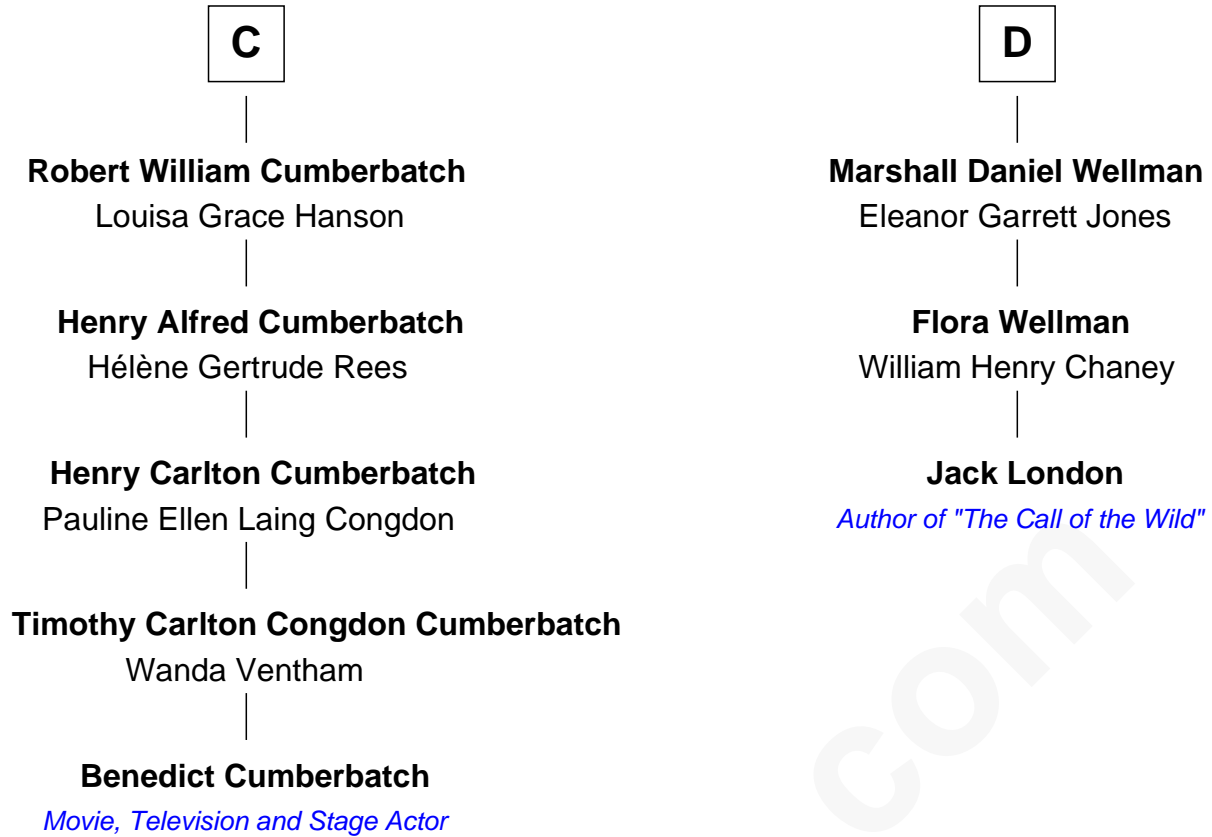 C
Robert William Cumberbatch
Louisa Grace Hanson
Henry Alfred Cumberbatch
Hélène Gertrude Rees
Henry Carlton Cumberbatch
Pauline Ellen Laing Congdon
Timothy Carlton Congdon Cumberbatch
Wanda Ventham
Benedict Cumberbatch
Movie, Television and Stage Actor
D
Marshall Daniel Wellman
Eleanor Garrett Jones
Flora Wellman
William Henry Chaney
Jack London
Author of "The Call of the Wild"
com